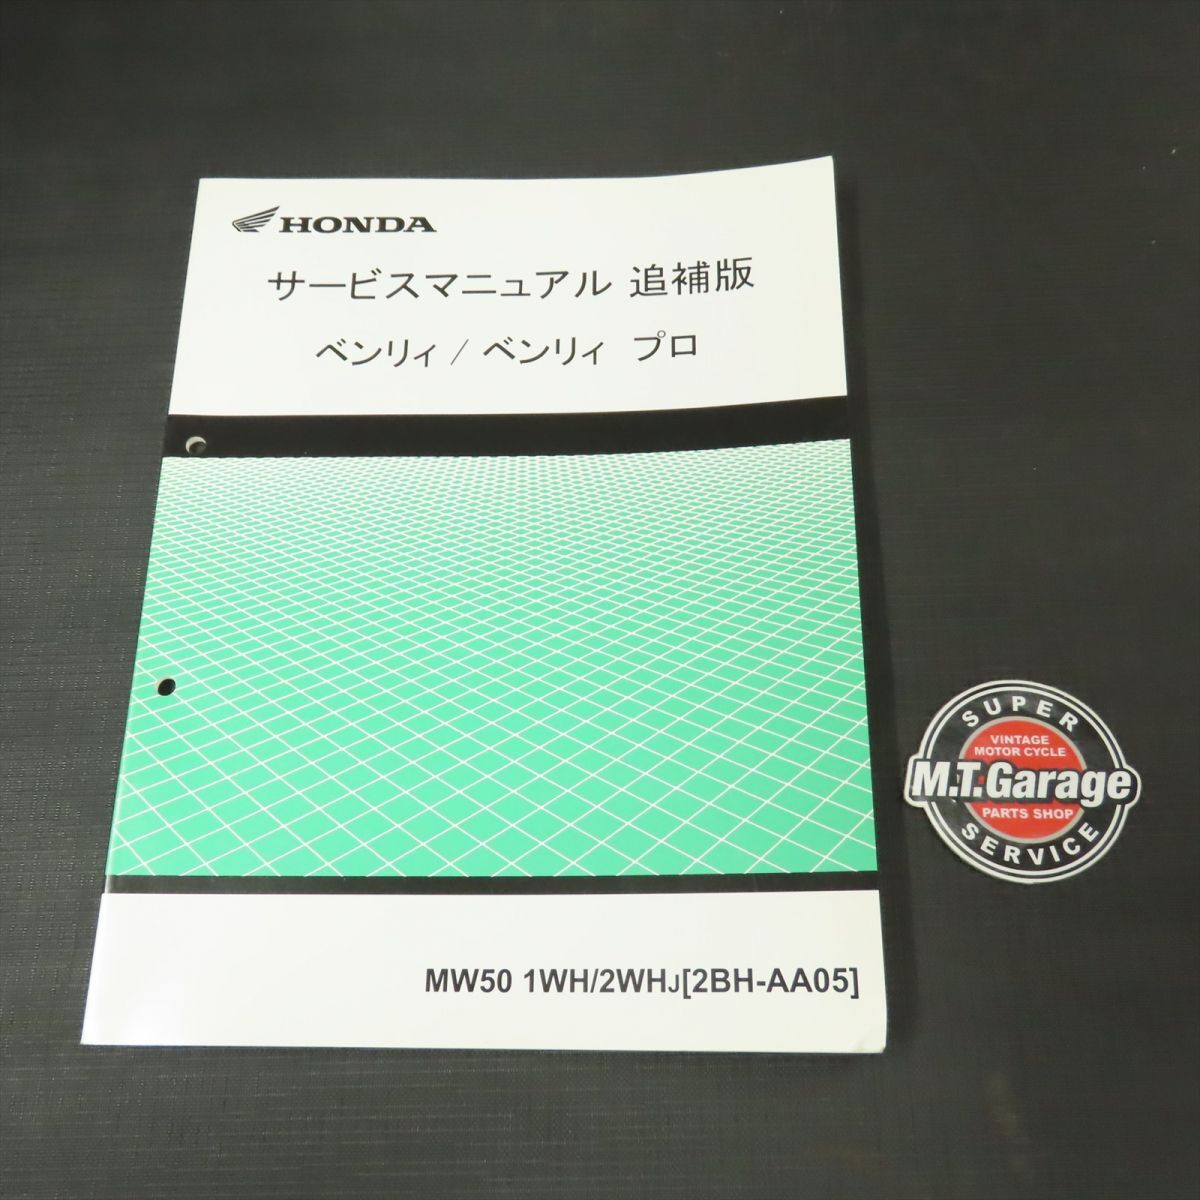 HONDA
サービスマニュアル 追補版
ベンリィ / ベンリィ プロ
MW50 1WH/2WHJ[2BH-AA05]
SUPER
VINTAGE
MOTOR CYCLE
M.T.Garage
PARTS SHOP
SERVICE